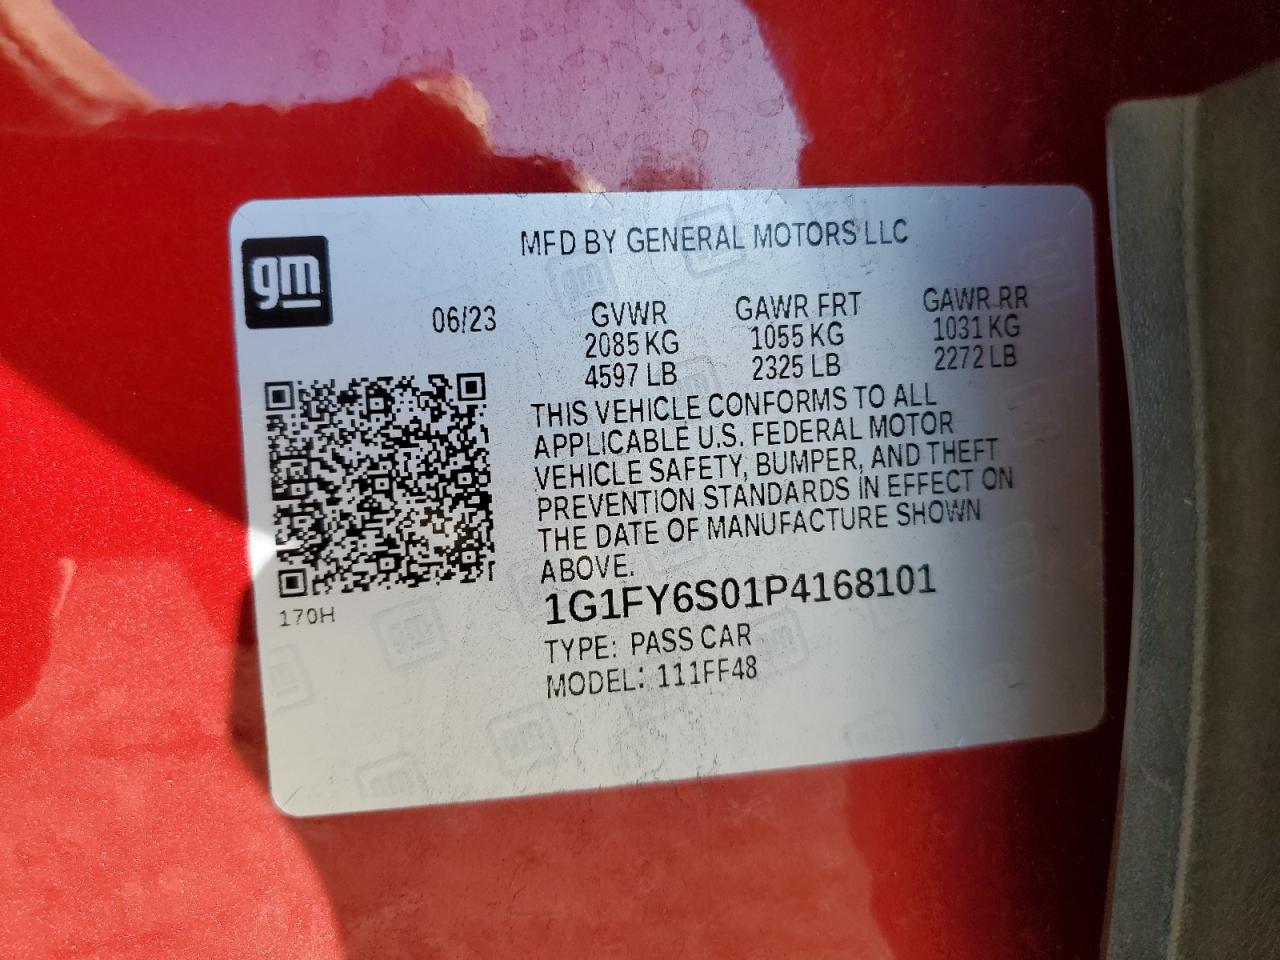 MFD BY GENERAL MOTORS LLC
gm
06/23
GVWR GAWR FRT GAWR RR
2085 KG 1055 KG 1031 KG
4597 LB 2325 LB 2272 LB
THIS VEHICLE CONFORMS TO ALL
APPLICABLE U.S. FEDERAL MOTOR
VEHICLE SAFETY, BUMPER, AND THEFT
PREVENTION STANDARDS IN EFFECT ON
THE DATE OF MANUFACTURE SHOWN
ABOVE.
1G1FY6S01P4168101
170H
TYPE: PASS CAR
MODEL: 111FF48